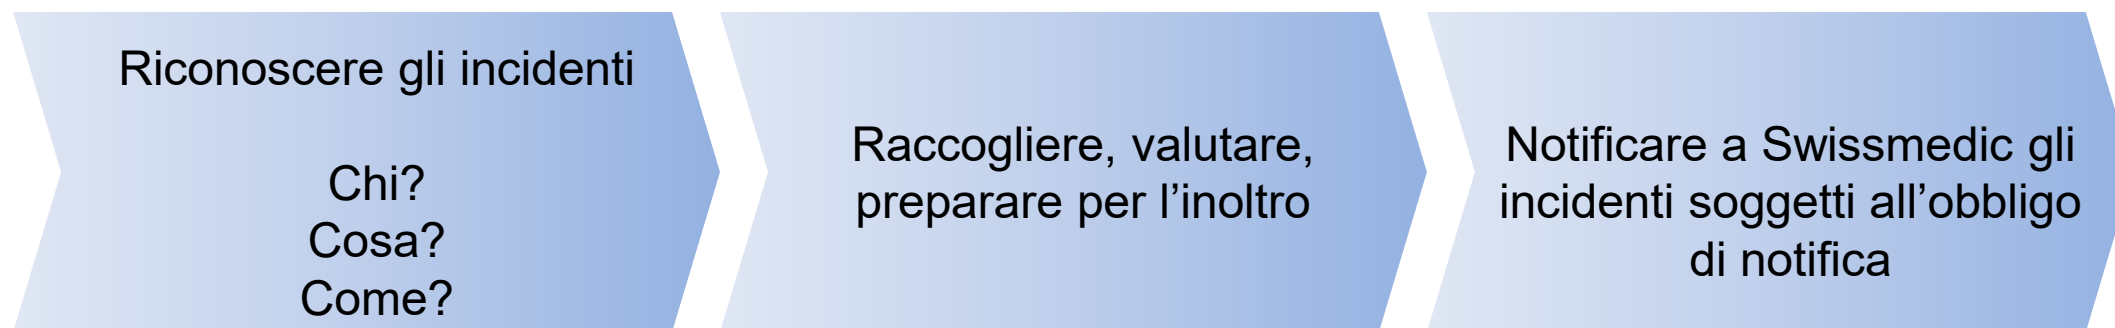 Riconoscere gli incidenti
Chi?
Cosa?
Come?
Raccogliere, valutare,
preparare per l’inoltro
Notificare a Swissmedic gli
incidenti soggetti all’obbligo
di notifica